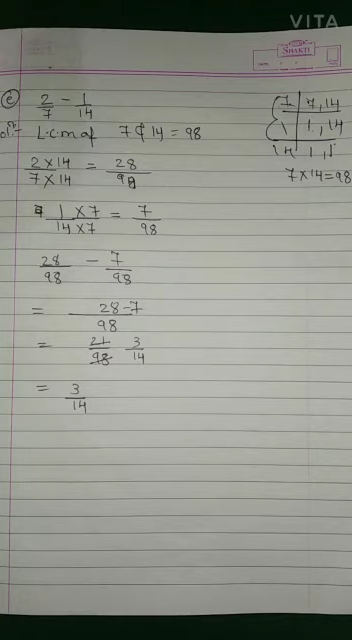 VITA
SHAKTI
DATE
(c) 2/7 - 1/14
Solⁿ:- L.c.m of 7 & 14 = 98
7 | 7, 14
1 | 1, 14
14 | 1, 1
7 × 14 = 98
2 × 14 / 7 × 14 = 28/98
1 × 7 / 14 × 7 = 7/98
28/98 - 7/98
= 28-7 / 98
= 21/98 3/14
= 3/14